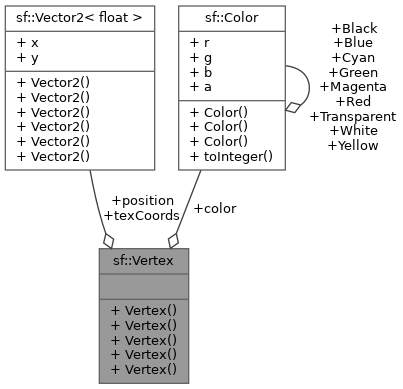 sf::Vector2< float >
+ x
+ y
+ Vector2()
+ Vector2()
+ Vector2()
+ Vector2()
+ Vector2()
+ Vector2()
sf::Color
+ r
+ g
+ b
+ a
+ Color()
+ Color()
+ Color()
+ toInteger()
+Black
+Blue
+Cyan
+Green
+Magenta
+Red
+Transparent
+White
+Yellow
+position
+texCoords
+color
sf::Vertex
+ Vertex()
+ Vertex()
+ Vertex()
+ Vertex()
+ Vertex()